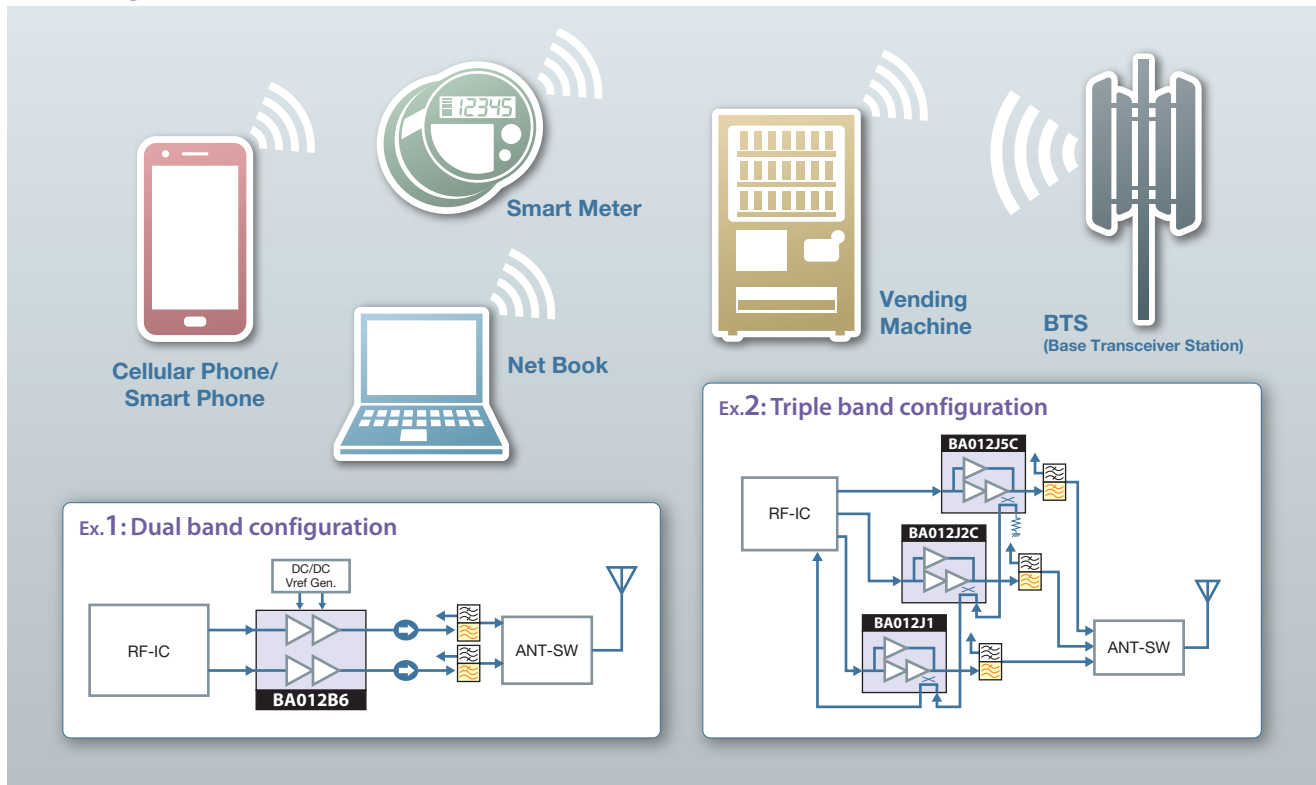 12345
Smart Meter
Cellular Phone/
Smart Phone
Net Book
Vending
Machine
BTS
(Base Transceiver Station)
Ex.1: Dual band configuration
DC/DC
Vref Gen.
RF-IC
BA012B6
ANT-SW
Ex.2: Triple band configuration
BA012J5C
RF-IC
BA012J2C
BA012J1
ANT-SW